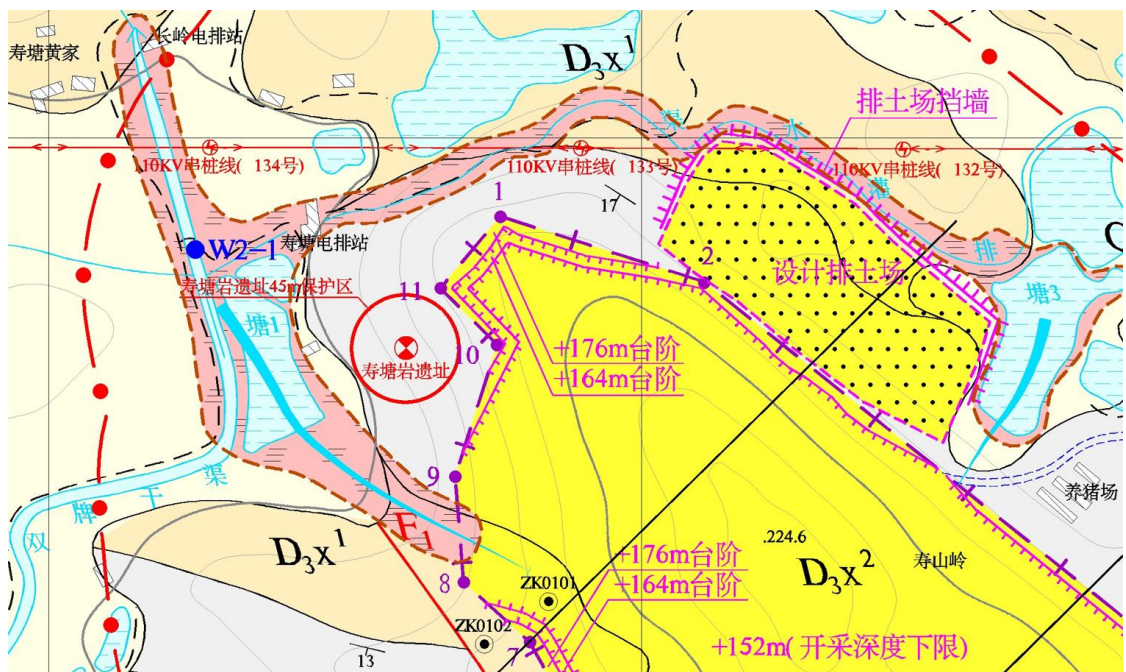 长岭电排站
寿塘黄家
D₃x¹
排土场挡墙
渠
水
渣
排
10KV串桩线( 134号)
110KV串桩线( 133号)
110KV串桩线( 132号)
1
17
W2-1
寿塘电排站
寿塘岩遗址45m保护区
2
设计排土场
塘3
C
11
塘1
10
寿塘岩遗址
+176m台阶
+164m台阶
9
养猪场
双牌干渠
F₁
D₃x¹
.224.6
寿山岭
D₃x²
+176m台阶
+164m台阶
8
ZK0101
ZK0102
7
13
+152m(开采深度下限)